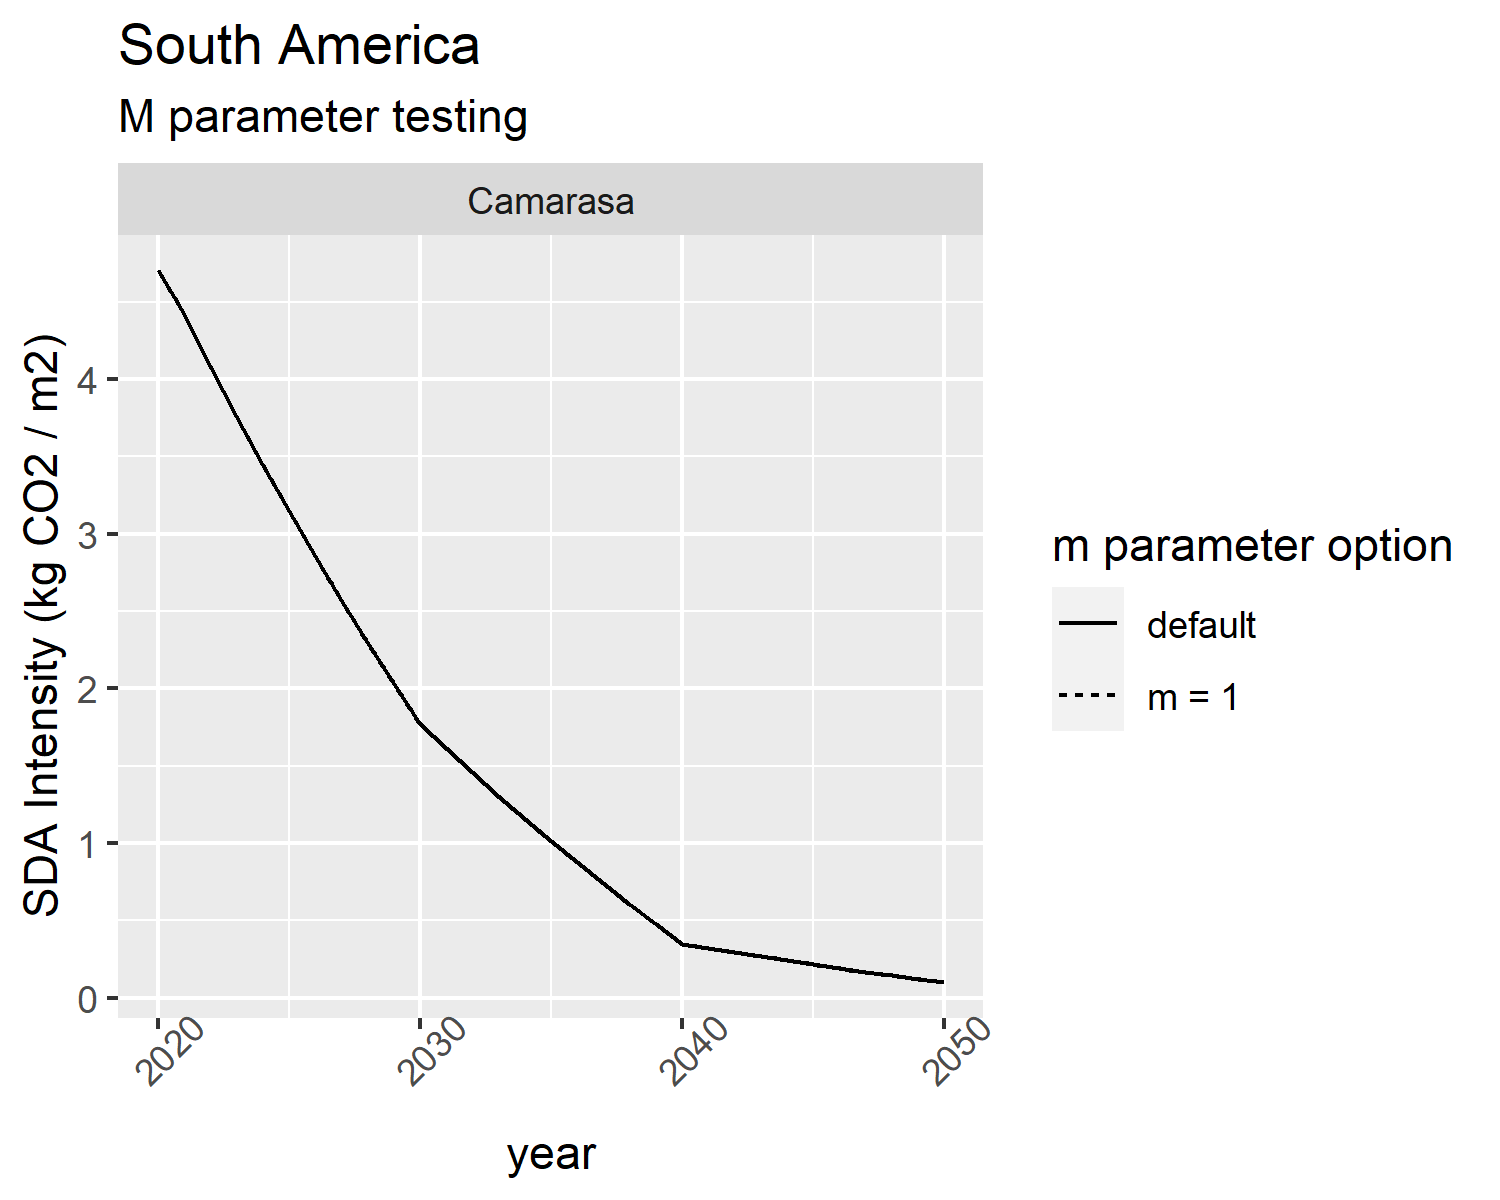 South America
M parameter testing
Camarasa
SDA Intensity (kg CO2 / m2)
4
3
2
1
0
2020
2030
2040
2050
year
m parameter option
default
m = 1